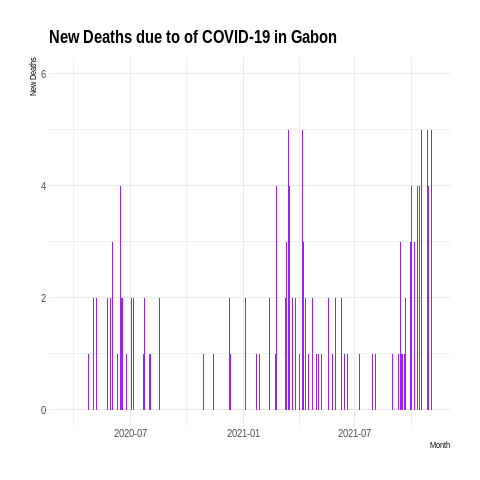 New Deaths due to of COVID-19 in Gabon
New Deaths
6
4
2
0
2020-07
2021-01
2021-07
Month